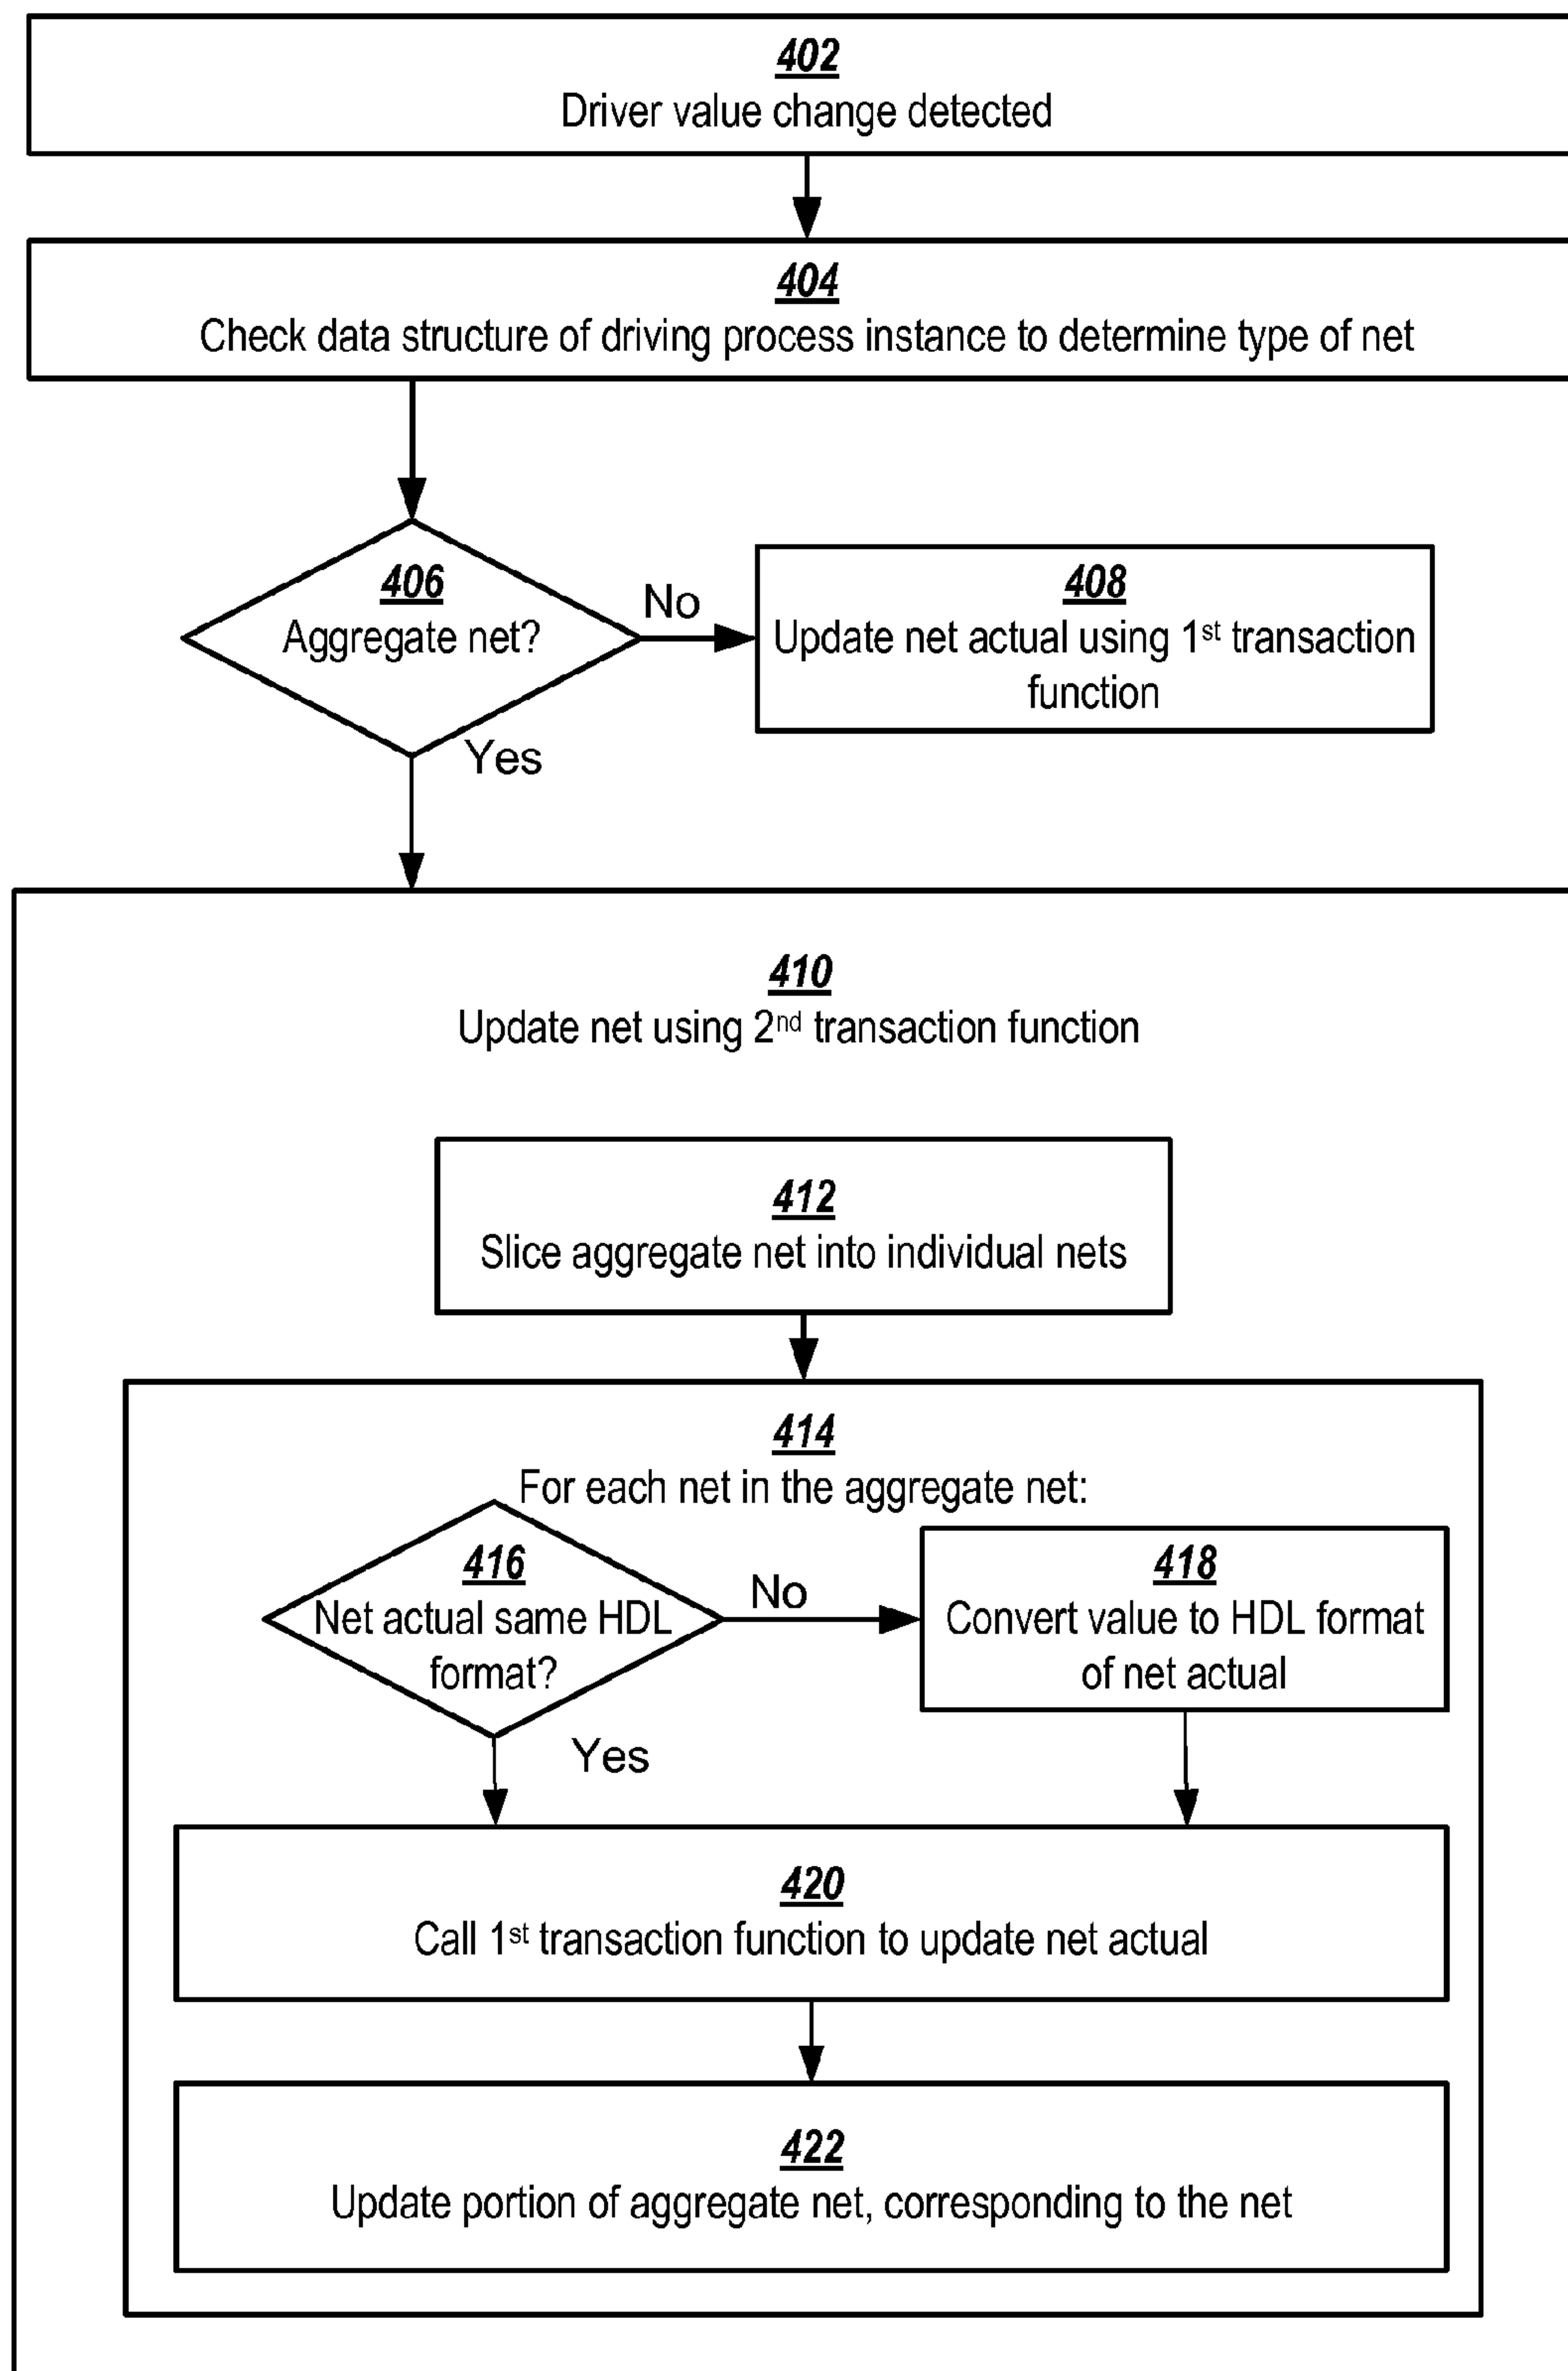 402
Driver value change detected
404
Check data structure of driving process instance to determine type of net
406
Aggregate net?
No
408
Update net actual using 1st transaction
function
Yes
410
Update net using 2nd transaction function
412
Slice aggregate net into individual nets
414
For each net in the aggregate net:
416
Net actual same HDL
format?
No
418
Convert value to HDL format
of net actual
Yes
420
Call 1st transaction function to update net actual
422
Update portion of aggregate net, corresponding to the net